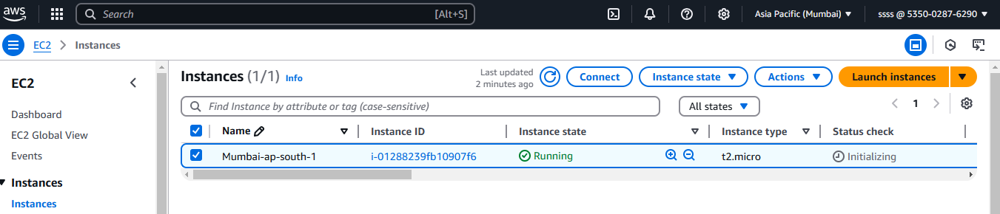 aws Search [Alt+S] Asia Pacific (Mumbai) ssss @ 5350-0287-6290
EC2 Instances
EC2
Dashboard
EC2 Global View
Events
Instances
Instances
Instances (1/1) Info
Last updated
2 minutes ago
Connect Instance state Actions Launch instances
Find Instance by attribute or tag (case-sensitive) All states 1
Name Instance ID Instance state Instance type Status check
Mumbai-ap-south-1 i-01288239fb10907f6 Running t2.micro Initializing